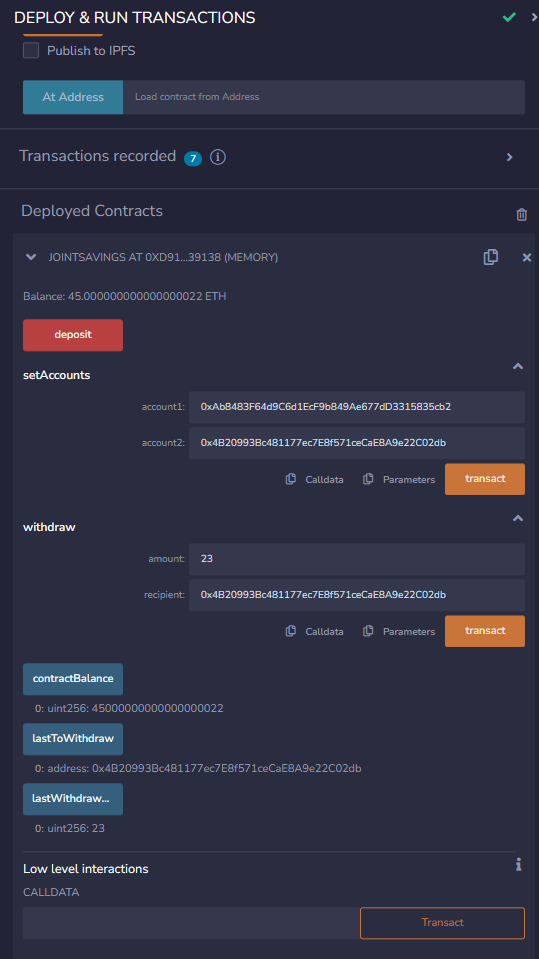 DEPLOY & RUN TRANSACTIONS
Publish to IPFS
At Address Load contract from Address
Transactions recorded 7
Deployed Contracts
JOINTSAVINGS AT 0XD91...39138 (MEMORY)
Balance: 45.000000000000000022 ETH
deposit
setAccounts
account1: 0xAb8483F64d9C6d1EcF9b849Ae677dD3315835cb2
account2: 0x4B20993Bc481177ec7E8f571ceCaE8A9e22C02db
Calldata Parameters transact
withdraw
amount: 23
recipient: 0x4B20993Bc481177ec7E8f571ceCaE8A9e22C02db
Calldata Parameters transact
contractBalance
0: uint256: 45000000000000000022
lastToWithdraw
0: address: 0x4B20993Bc481177ec7E8f571ceCaE8A9e22C02db
lastWithdraw...
0: uint256: 23
Low level interactions
CALLDATA
Transact